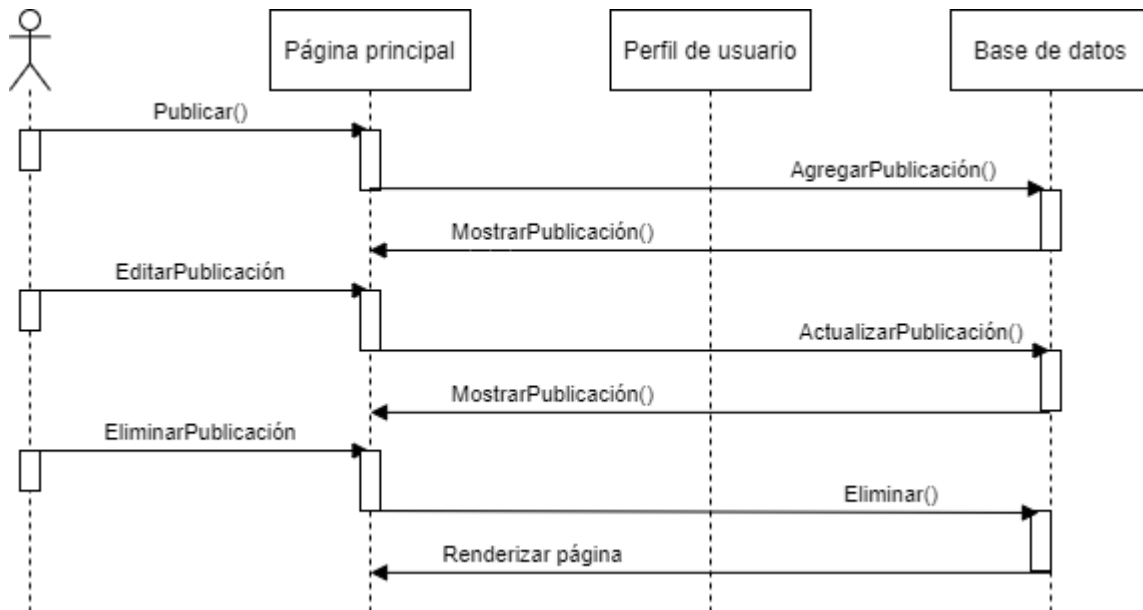 Página principal
Perfil de usuario
Base de datos
Publicar()
AgregarPublicación()
MostrarPublicación()
EditarPublicación
ActualizarPublicación()
MostrarPublicación()
EliminarPublicación
Eliminar()
Renderizar página